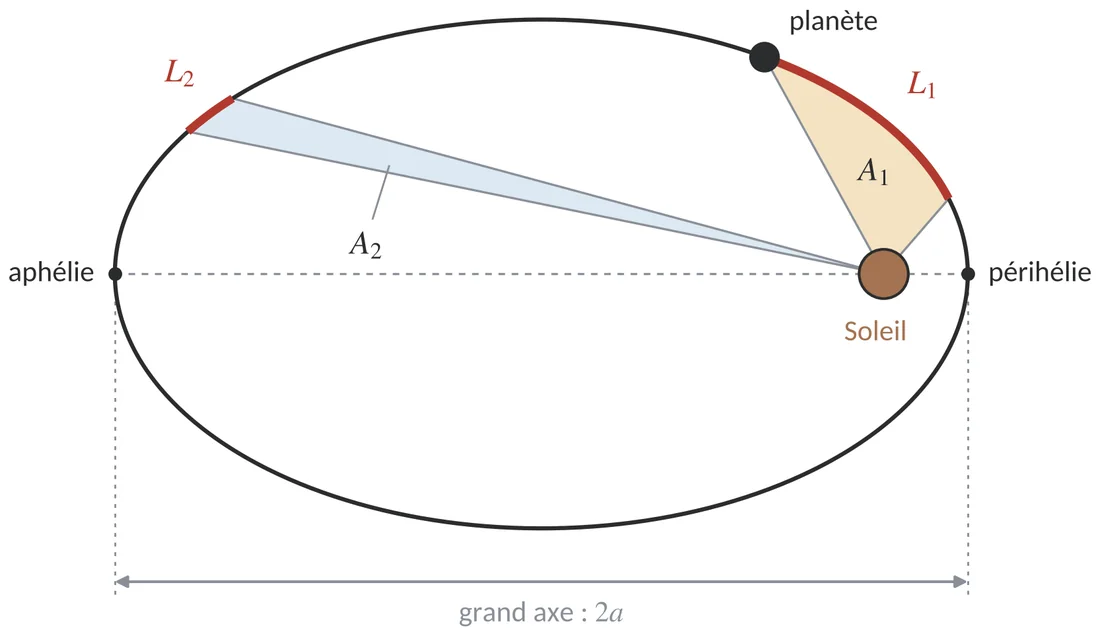 planète
L2
L1
A1
A2
aphélie
périhélie
Soleil
grand axe : 2a